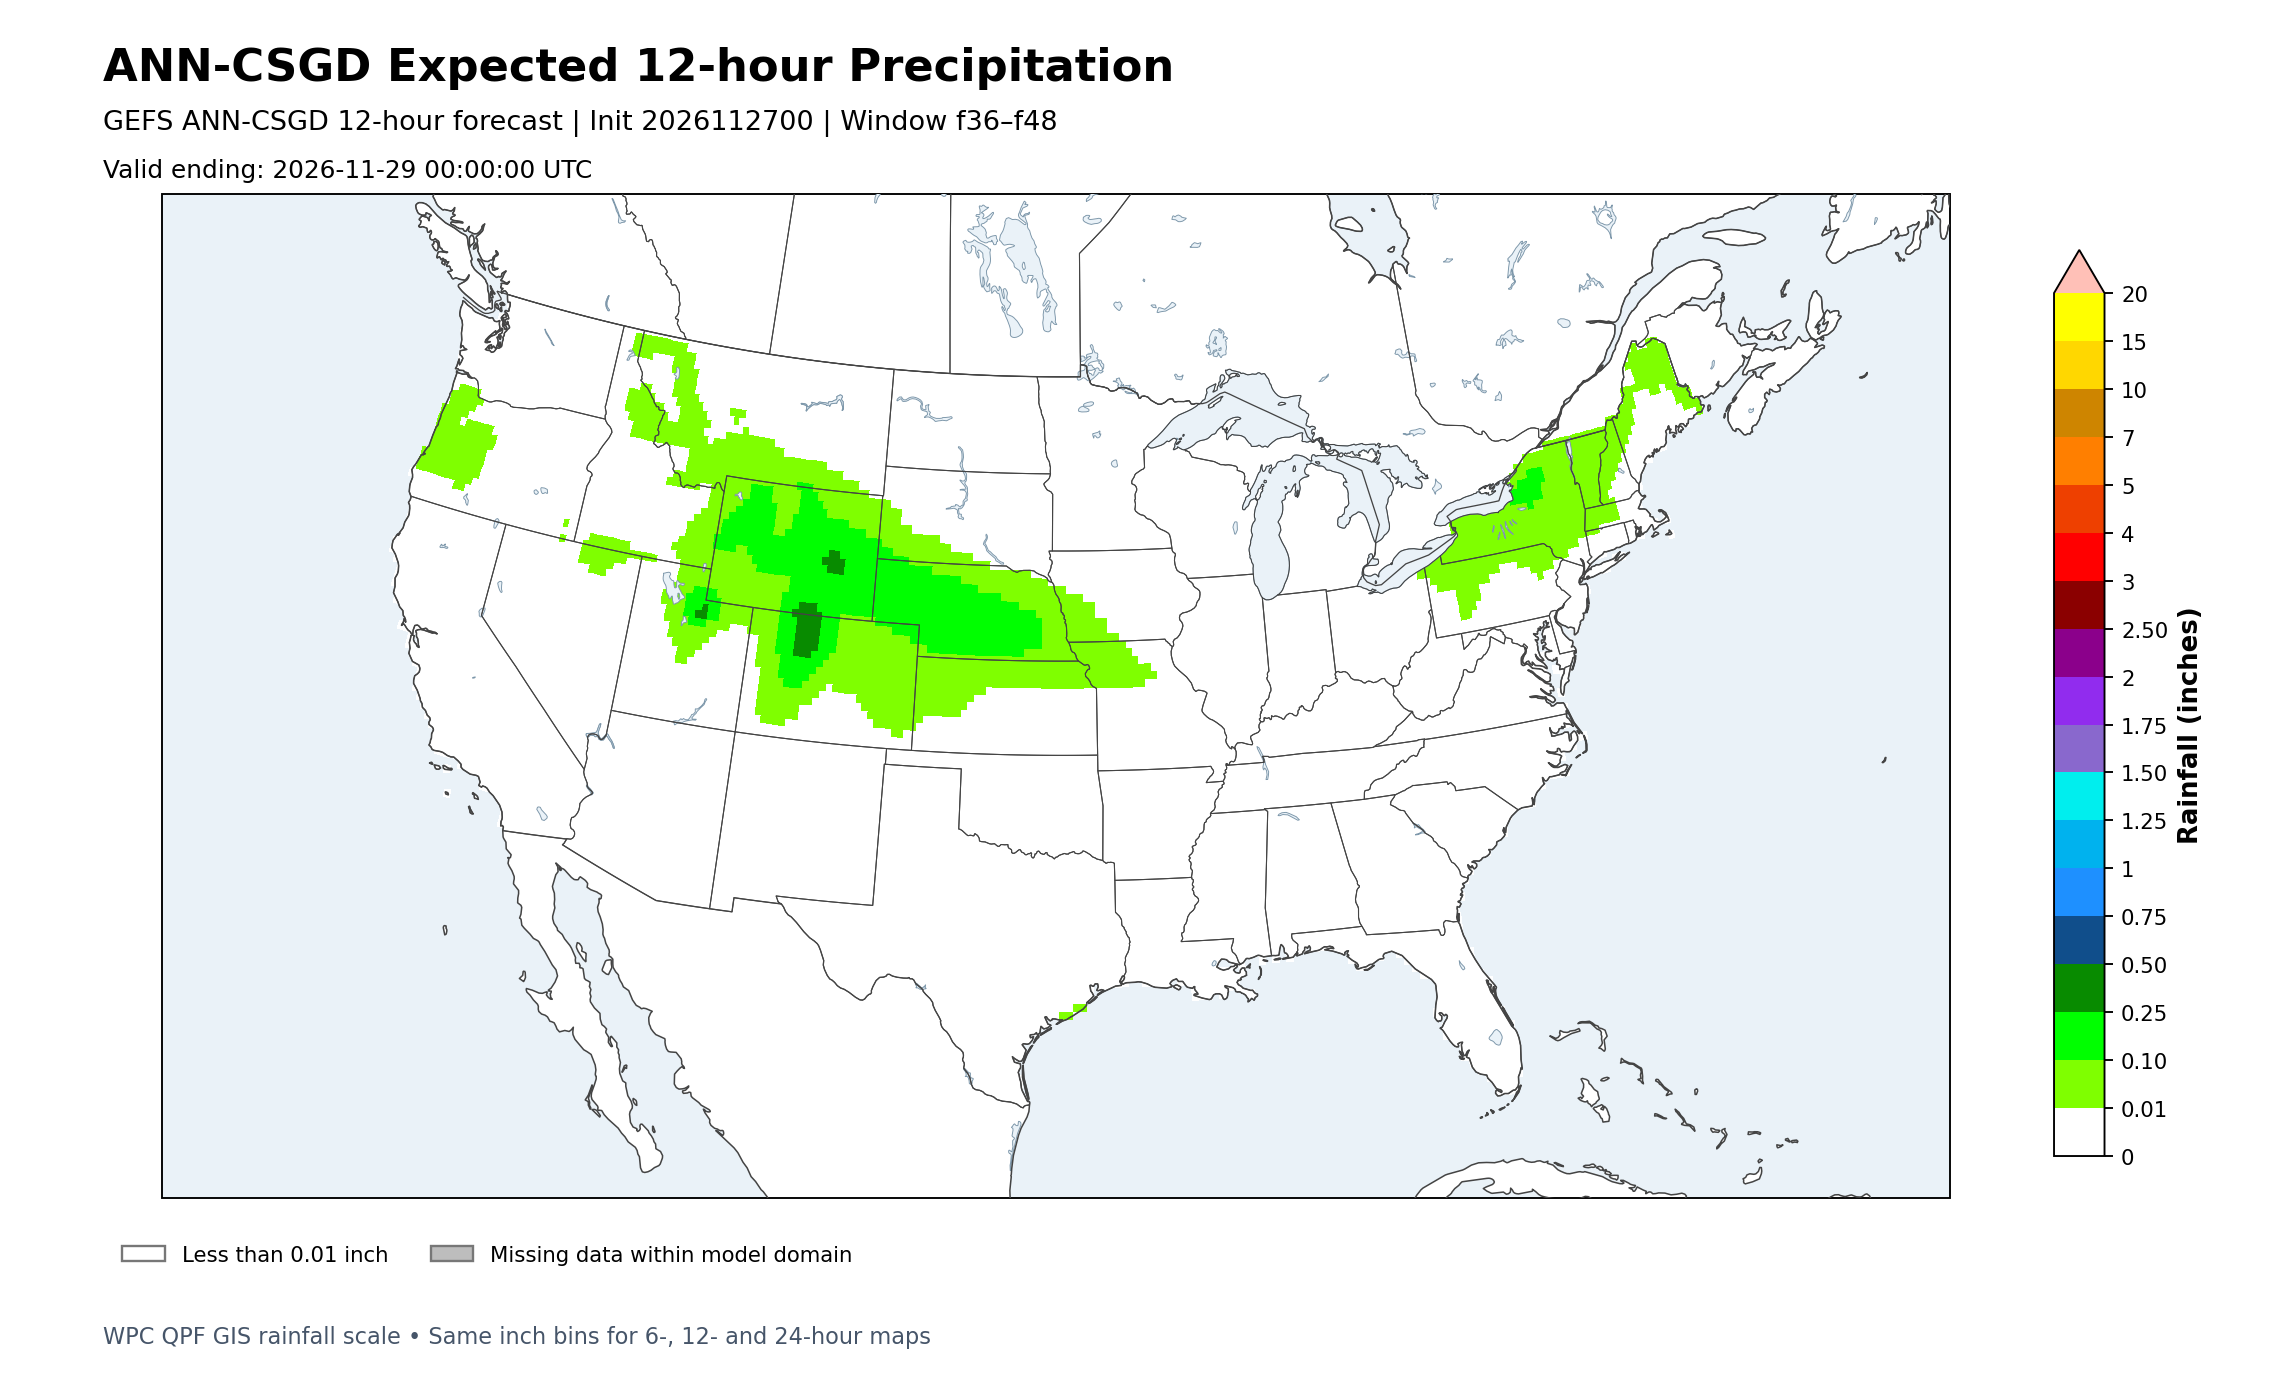 ANN-CSGD Expected 12-hour Precipitation
GEFS ANN-CSGD 12-hour forecast | Init 2026112700 | Window f36–f48
Valid ending: 2026-11-29 00:00:00 UTC
20
15
10
7
5
4
3
2.50
2
1.75
1.50
1.25
1
0.75
0.50
0.25
0.10
0.01
0
Rainfall (inches)
Less than 0.01 inch
Missing data within model domain
WPC QPF GIS rainfall scale • Same inch bins for 6-, 12- and 24-hour maps